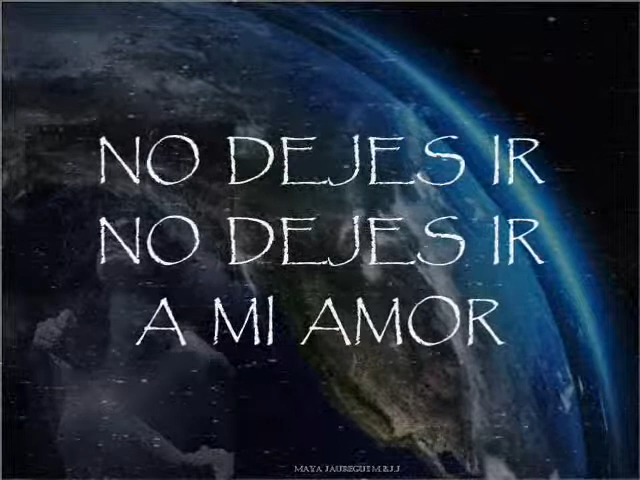 NO DEJES IR
NO DEJES IR
A MI AMOR
MAYA JAUREGUI M.R.J.J